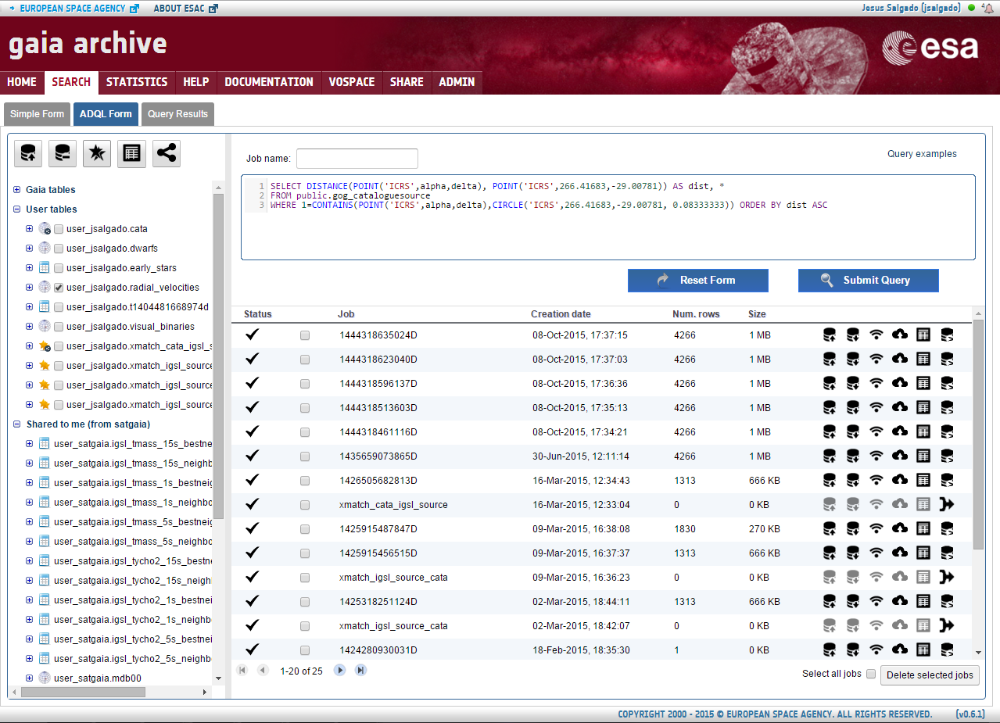 EUROPEAN SPACE AGENCY ABOUT ESAC Jesus Salgado (jsalgado) 4
gaia archive esa
HOME SEARCH STATISTICS HELP DOCUMENTATION VOSPACE SHARE ADMIN
Simple Form ADQL Form Query Results
Job name: Query examples
1 SELECT DISTANCE(POINT('ICRS',alpha,delta), POINT('ICRS',266.41683,-29.00781)) AS dist, *
2 FROM public.gog_cataloguesource
3 WHERE 1=CONTAINS(POINT('ICRS',alpha,delta),CIRCLE('ICRS',266.41683,-29.00781, 0.08333333)) ORDER BY dist ASC
Reset Form Submit Query
Gaia tables
User tables
user_jsalgado.cata
user_jsalgado.dwarfs
user_jsalgado.early_stars
user_jsalgado.radial_velocities
user_jsalgado.t1404481668974d
user_jsalgado.visual_binaries
user_jsalgado.xmatch_cata_igsl_s
user_jsalgado.xmatch_igsl_source
user_jsalgado.xmatch_igsl_source
user_jsalgado.xmatch_igsl_source
Shared to me (from satgaia)
user_satgaia.igsl_tmass_15s_bestne
user_satgaia.igsl_tmass_15s_neighb
user_satgaia.igsl_tmass_1s_bestneig
user_satgaia.igsl_tmass_1s_neighbo
user_satgaia.igsl_tmass_5s_bestneig
user_satgaia.igsl_tmass_5s_neighbo
user_satgaia.igsl_tycho2_15s_bestne
user_satgaia.igsl_tycho2_15s_neighb
user_satgaia.igsl_tycho2_1s_bestnei
user_satgaia.igsl_tycho2_1s_neighbo
user_satgaia.igsl_tycho2_5s_bestnei
user_satgaia.igsl_tycho2_5s_neighbo
user_satgaia.mdb00
Status Job Creation date Num. rows Size
1444318635024D 08-Oct-2015, 17:37:15 4266 1 MB
1444318623040D 08-Oct-2015, 17:37:03 4266 1 MB
1444318596137D 08-Oct-2015, 17:36:36 4266 1 MB
1444318513603D 08-Oct-2015, 17:35:13 4266 1 MB
1444318461116D 08-Oct-2015, 17:34:21 4266 1 MB
1435659073865D 30-Jun-2015, 12:11:14 4266 1 MB
1426505682813D 16-Mar-2015, 12:34:43 1313 666 KB
xmatch_cata_igsl_source 16-Mar-2015, 12:33:04 0 0 KB
1425915487847D 09-Mar-2015, 16:38:08 1830 270 KB
1425915456515D 09-Mar-2015, 16:37:37 1313 666 KB
xmatch_igsl_source_cata 09-Mar-2015, 16:36:23 0 0 KB
1425318251124D 02-Mar-2015, 18:44:11 1313 666 KB
xmatch_igsl_source_cata 02-Mar-2015, 18:42:07 0 0 KB
1424280930031D 18-Feb-2015, 18:35:30 1 0 KB
1-20 of 25 Select all jobs Delete selected jobs
COPYRIGHT 2000 - 2015 © EUROPEAN SPACE AGENCY. ALL RIGHTS RESERVED. (v0.6.1)